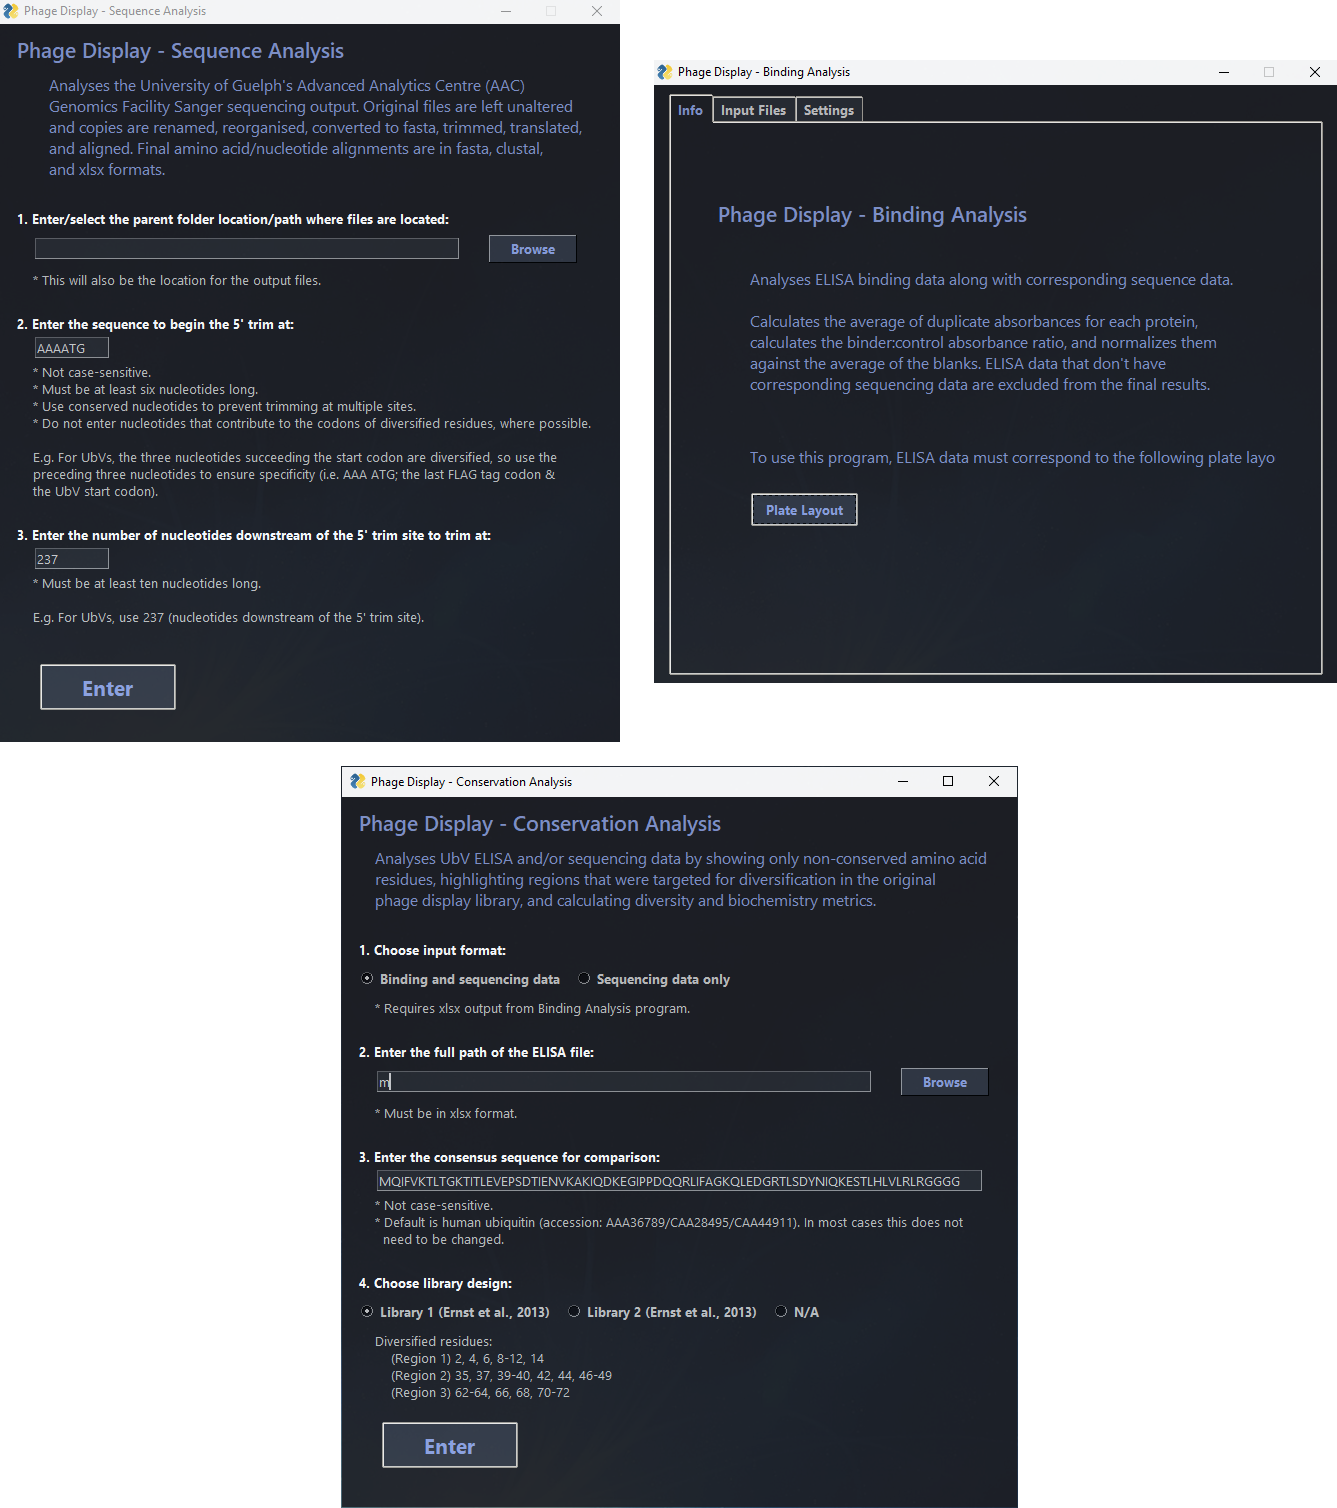 Phage Display - Sequence Analysis
Phage Display - Sequence Analysis
Analyses the University of Guelph's Advanced Analytics Centre (AAC)
Genomics Facility Sanger sequencing output. Original files are left unaltered
and copies are renamed, reorganised, converted to fasta, trimmed, translated,
and aligned. Final amino acid/nucleotide alignments are in fasta, clustal,
and xlsx formats.
1. Enter/select the parent folder location/path where files are located:
Browse
* This will also be the location for the output files.
2. Enter the sequence to begin the 5' trim at:
AAAATG
* Not case-sensitive.
* Must be at least six nucleotides long.
* Use conserved nucleotides to prevent trimming at multiple sites.
* Do not enter nucleotides that contribute to the codons of diversified residues, where possible.
E.g. For UbVs, the three nucleotides succeeding the start codon are diversified, so use the
preceding three nucleotides to ensure specificity (i.e. AAA ATG; the last FLAG tag codon &
the UbV start codon).
3. Enter the number of nucleotides downstream of the 5' trim site to trim at:
237
* Must be at least ten nucleotides long.
E.g. For UbVs, use 237 (nucleotides downstream of the 5' trim site).
Enter
Phage Display - Binding Analysis
Info Input Files Settings
Phage Display - Binding Analysis
Analyses ELISA binding data along with corresponding sequence data.
Calculates the average of duplicate absorbances for each protein,
calculates the binder:control absorbance ratio, and normalizes them
against the average of the blanks. ELISA data that don't have
corresponding sequencing data are excluded from the final results.
To use this program, ELISA data must correspond to the following plate layo
Plate Layout
Phage Display - Conservation Analysis
Phage Display - Conservation Analysis
Analyses UbV ELISA and/or sequencing data by showing only non-conserved amino acid
residues, highlighting regions that were targeted for diversification in the original
phage display library, and calculating diversity and biochemistry metrics.
1. Choose input format:
Binding and sequencing data Sequencing data only
* Requires xlsx output from Binding Analysis program.
2. Enter the full path of the ELISA file:
m
Browse
* Must be in xlsx format.
3. Enter the consensus sequence for comparison:
MQIFVKTLTGKTITLEVEPSDTIENVKAKIQDKEGIPPDQQRLIFAGKQLEDGRTLSDYNIQKESTLHLVLRLRGGGG
* Not case-sensitive.
* Default is human ubiquitin (accession: AAA36789/CAA28495/CAA44911). In most cases this does not
need to be changed.
4. Choose library design:
Library 1 (Ernst et al., 2013) Library 2 (Ernst et al., 2013) N/A
Diversified residues:
(Region 1) 2, 4, 6, 8-12, 14
(Region 2) 35, 37, 39-40, 42, 44, 46-49
(Region 3) 62-64, 66, 68, 70-72
Enter